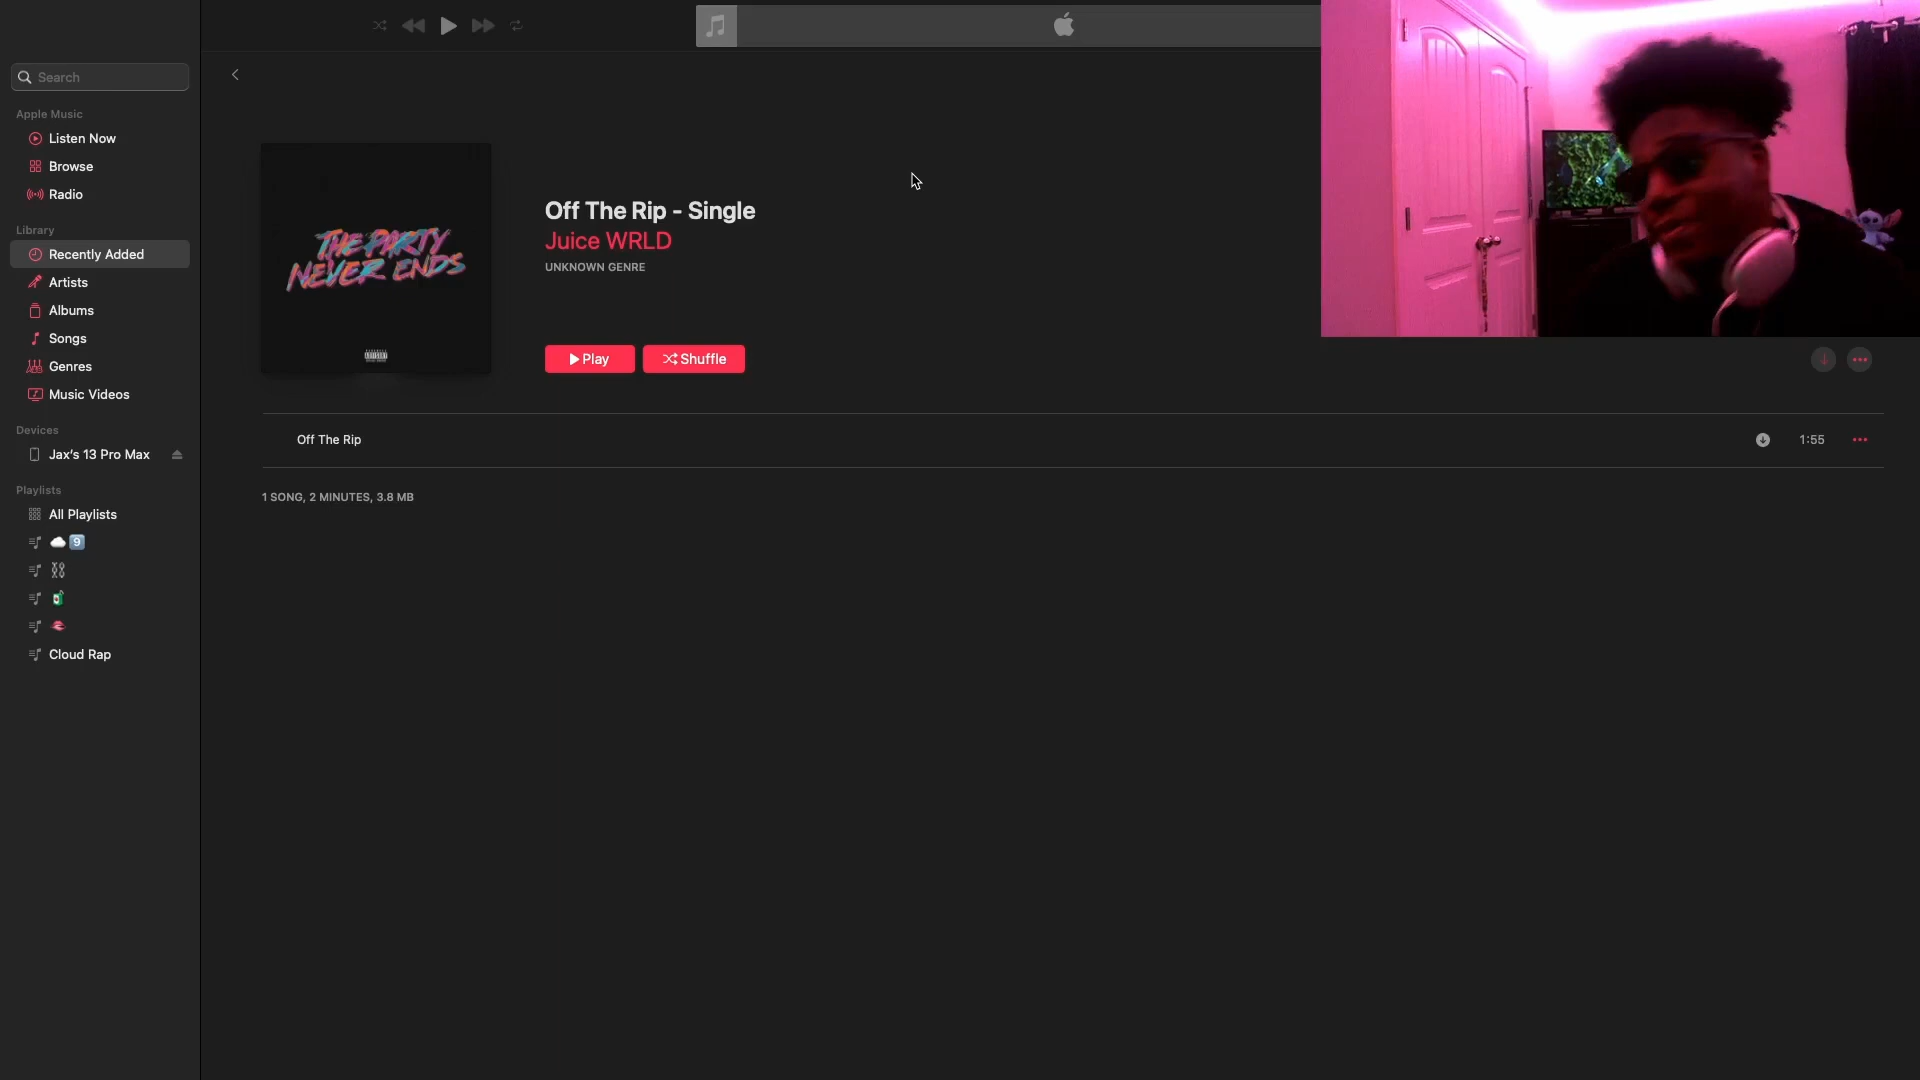 Search
Apple Music
Listen Now
Browse
Radio
Library
Recently Added
Artists
Albums
Songs
Genres
Music Videos
Devices
Jax's 13 Pro Max
Playlists
All Playlists
☁️9️⃣
⛓️
🧃
🫦
Cloud Rap
THE PARTY
NEVER ENDS
Off The Rip - Single
Juice WRLD
UNKNOWN GENRE
Play
Shuffle
Off The Rip
1:55
1 SONG, 2 MINUTES, 3.8 MB